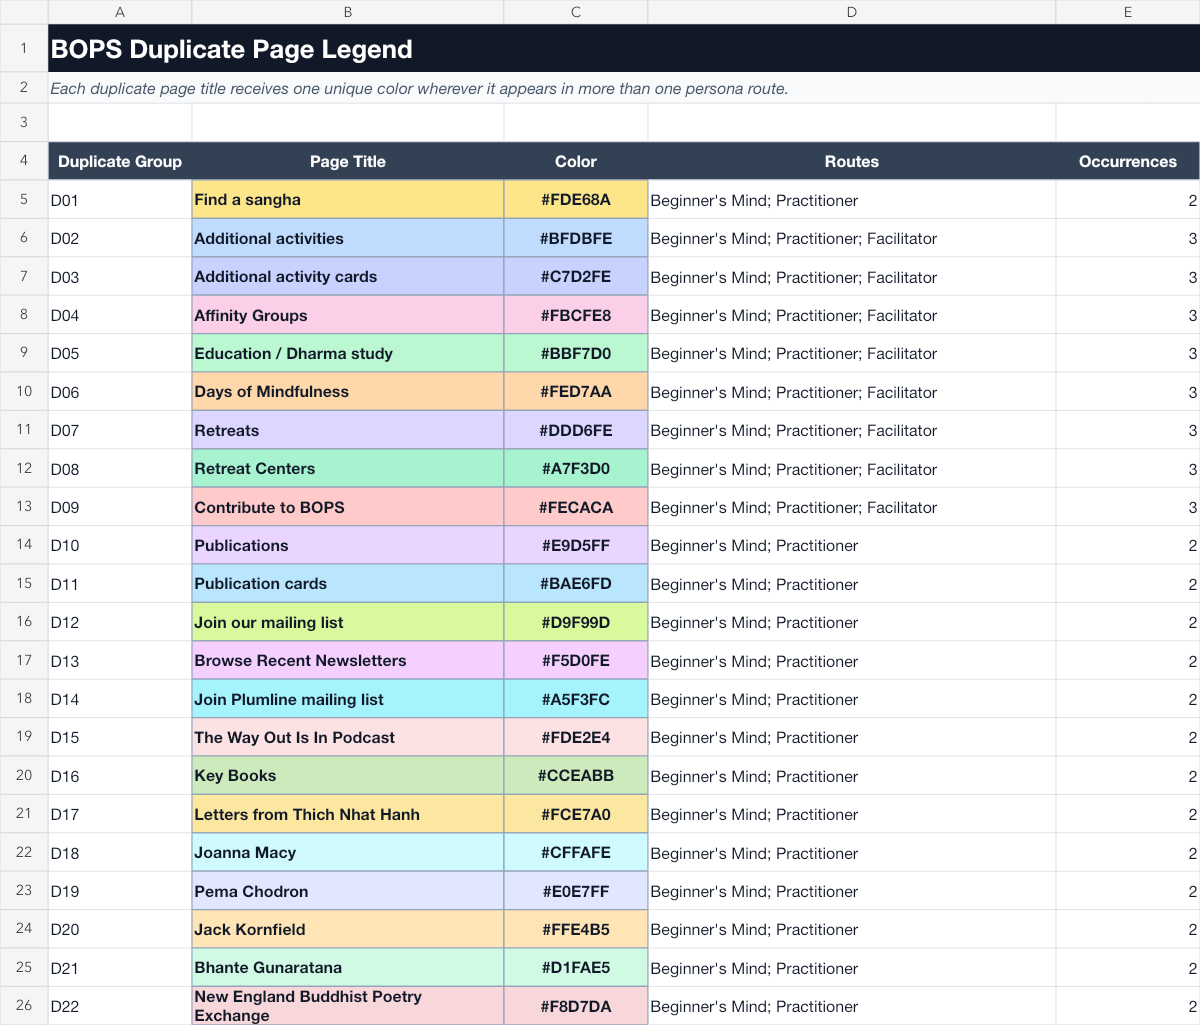 A B C D E
1 BOPS Duplicate Page Legend
2 Each duplicate page title receives one unique color wherever it appears in more than one persona route.
3
4 Duplicate Group Page Title Color Routes Occurrences
5 D01 Find a sangha #FDE68A Beginner's Mind; Practitioner 2
6 D02 Additional activities #BFDBFE Beginner's Mind; Practitioner; Facilitator 3
7 D03 Additional activity cards #C7D2FE Beginner's Mind; Practitioner; Facilitator 3
8 D04 Affinity Groups #FBCFE8 Beginner's Mind; Practitioner; Facilitator 3
9 D05 Education / Dharma study #BBF7D0 Beginner's Mind; Practitioner; Facilitator 3
10 D06 Days of Mindfulness #FED7AA Beginner's Mind; Practitioner; Facilitator 3
11 D07 Retreats #DDD6FE Beginner's Mind; Practitioner; Facilitator 3
12 D08 Retreat Centers #A7F3D0 Beginner's Mind; Practitioner; Facilitator 3
13 D09 Contribute to BOPS #FECACA Beginner's Mind; Practitioner; Facilitator 3
14 D10 Publications #E9D5FF Beginner's Mind; Practitioner 2
15 D11 Publication cards #BAE6FD Beginner's Mind; Practitioner 2
16 D12 Join our mailing list #D9F99D Beginner's Mind; Practitioner 2
17 D13 Browse Recent Newsletters #F5D0FE Beginner's Mind; Practitioner 2
18 D14 Join Plumline mailing list #A5F3FC Beginner's Mind; Practitioner 2
19 D15 The Way Out Is In Podcast #FDE2E4 Beginner's Mind; Practitioner 2
20 D16 Key Books #CCEABB Beginner's Mind; Practitioner 2
21 D17 Letters from Thich Nhat Hanh #FCE7A0 Beginner's Mind; Practitioner 2
22 D18 Joanna Macy #CFFAFE Beginner's Mind; Practitioner 2
23 D19 Pema Chodron #E0E7FF Beginner's Mind; Practitioner 2
24 D20 Jack Kornfield #FFE4B5 Beginner's Mind; Practitioner 2
25 D21 Bhante Gunaratana #D1FAE5 Beginner's Mind; Practitioner 2
26 D22 New England Buddhist Poetry
Exchange #F8D7DA Beginner's Mind; Practitioner 2